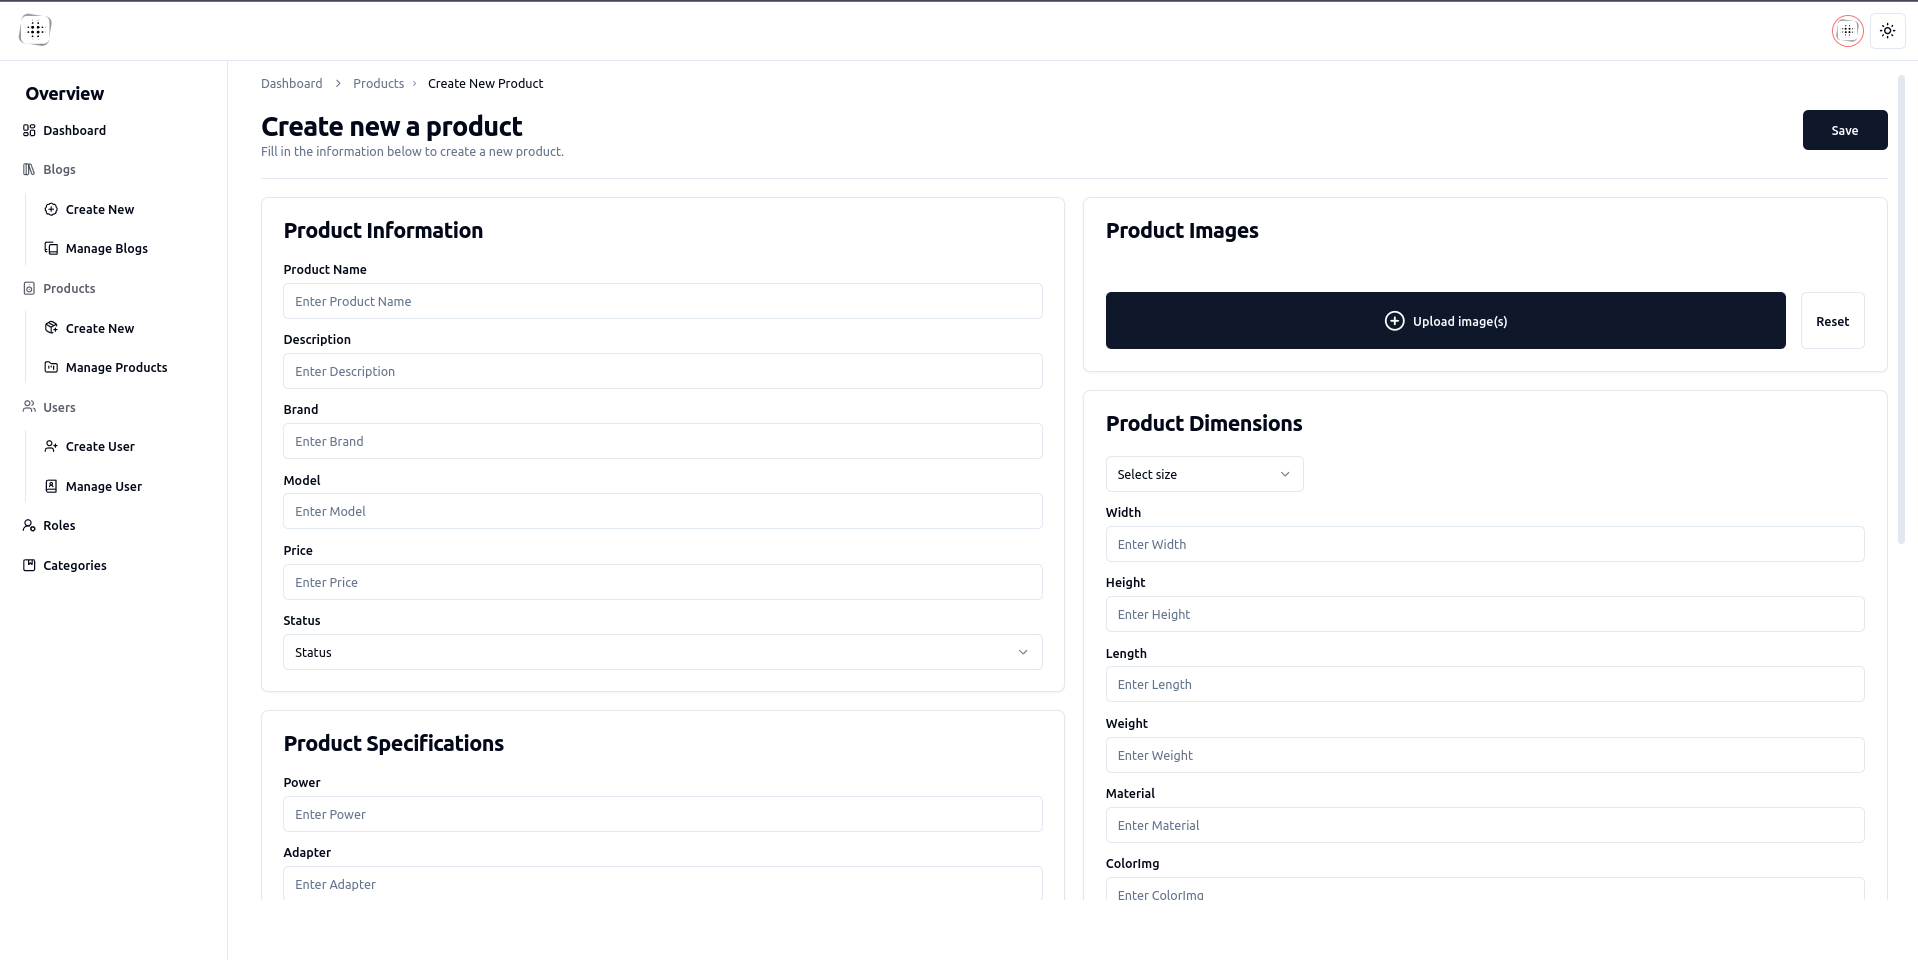 Overview
Dashboard
Blogs
Create New
Manage Blogs
Products
Create New
Manage Products
Users
Create User
Manage User
Roles
Categories
Dashboard > Products > Create New Product
Create new a product
Fill in the information below to create a new product.
Save
Product Information
Product Name
Enter Product Name
Description
Enter Description
Brand
Enter Brand
Model
Enter Model
Price
Enter Price
Status
Status
Product Specifications
Power
Enter Power
Adapter
Enter Adapter
Product Images
Upload image(s)
Reset
Product Dimensions
Select size
Width
Enter Width
Height
Enter Height
Length
Enter Length
Weight
Enter Weight
Material
Enter Material
ColorImg
Enter ColorImg